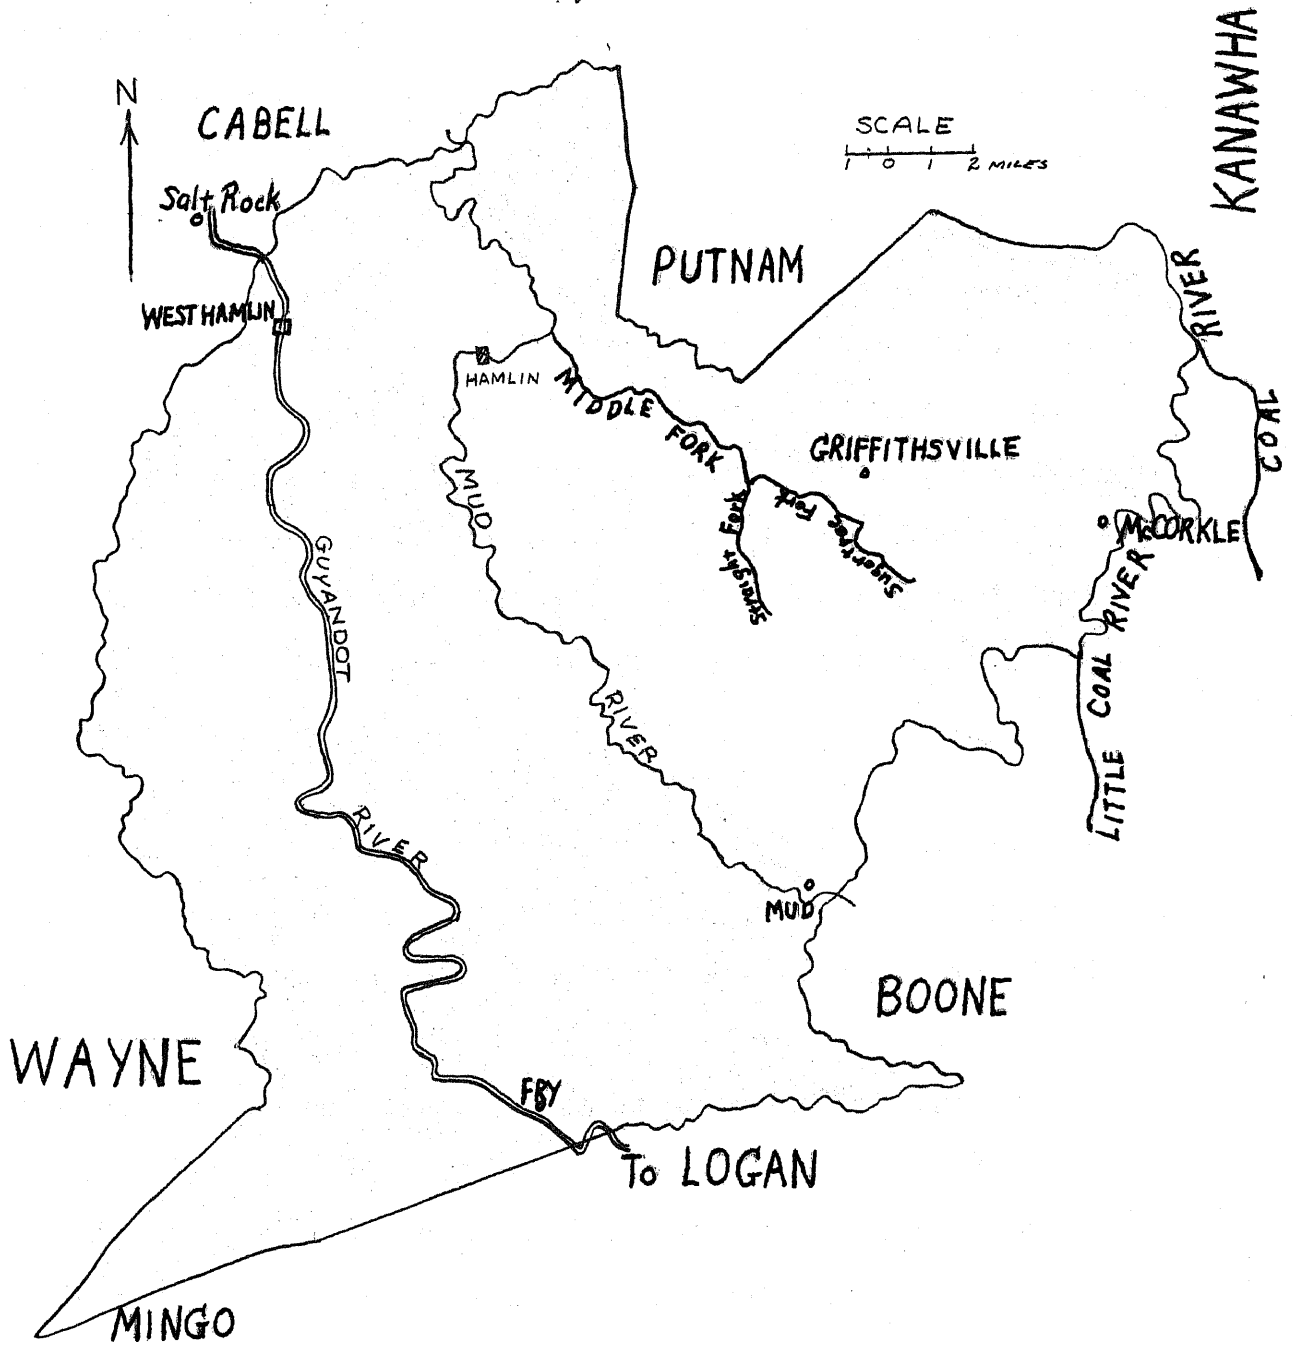 KANAWHA
N
CABELL
SCALE
1 0 1 2 MILES
Salt Rock
PUTNAM
RIVER
WEST HAMLIN
HAMLIN
MIDDLE
FORK
COAL
GRIFFITHSVILLE
MUD
Straight Fork
Sugartree Fork
McCORKLE
GUYANDOT
LITTLE COAL RIVER
RIVER
RIVER
MUD
BOONE
WAYNE
To LOGAN
MINGO